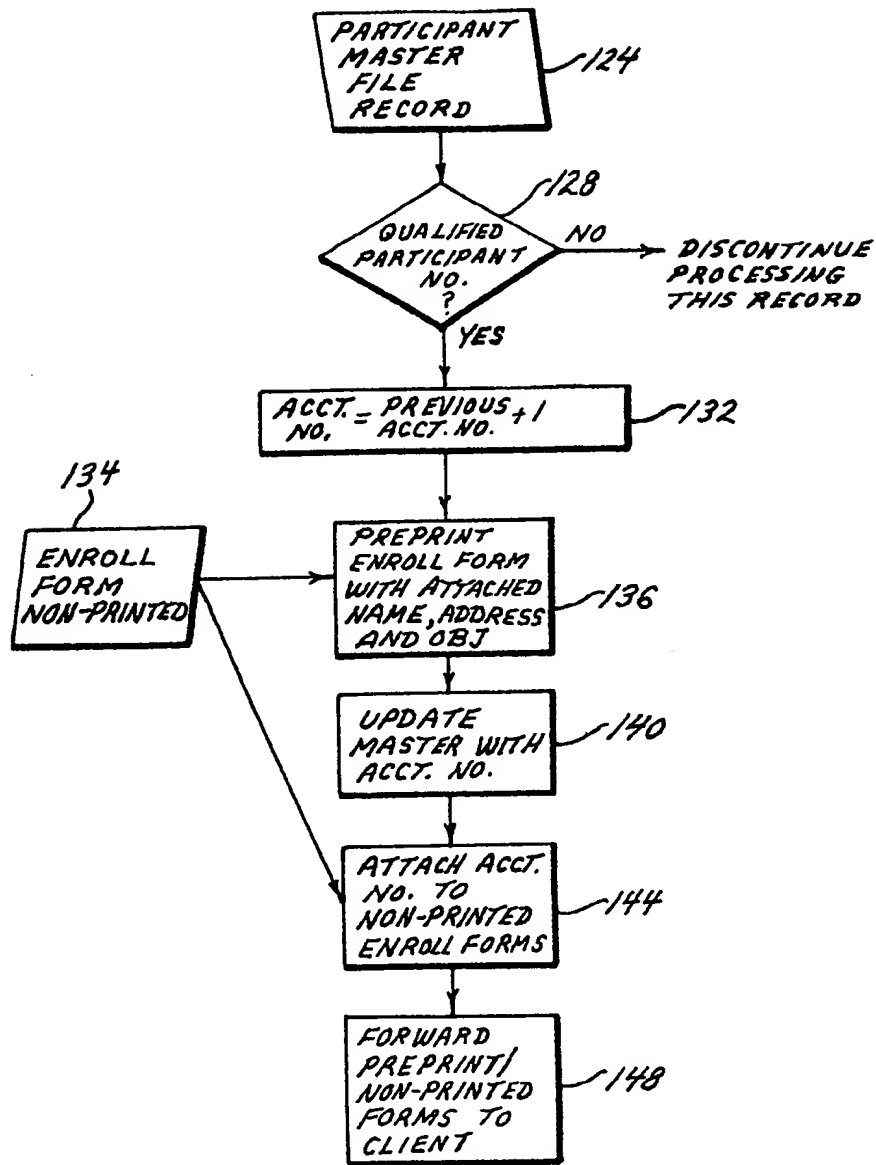 PARTICIPANT
MASTER
FILE
RECORD
124
128
QUALIFIED
PARTICIPANT
NO.
?
NO
DISCONTINUE
PROCESSING
THIS RECORD
YES
ACCT. NO. = PREVIOUS ACCT. NO. + 1
132
134
ENROLL
FORM
NON-PRINTED
PREPRINT
ENROLL FORM
WITH ATTACHED
NAME, ADDRESS
AND OBJ
136
UPDATE
MASTER WITH
ACCT. NO.
140
ATTACH ACCT.
NO. TO
NON-PRINTED
ENROLL FORMS
144
FORWARD
PREPRINT/
NON-PRINTED
FORMS TO
CLIENT
148